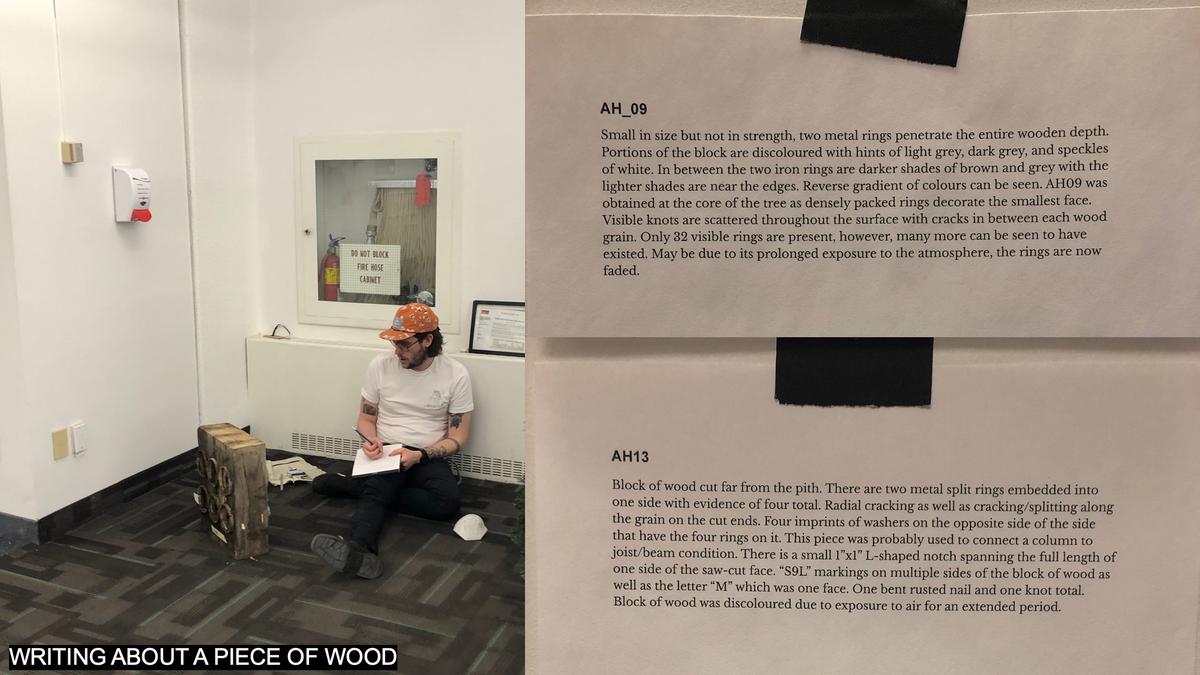 DO NOT BLOCK
FIRE HOSE
CABINET
WRITING ABOUT A PIECE OF WOOD
AH_09
Small in size but not in strength, two metal rings penetrate the entire wooden depth.
Portions of the block are discoloured with hints of light grey, dark grey, and speckles
of white. In between the two iron rings are darker shades of brown and grey with the
lighter shades are near the edges. Reverse gradient of colours can be seen. AH09 was
obtained at the core of the tree as densely packed rings decorate the smallest face.
Visible knots are scattered throughout the surface with cracks in between each wood
grain. Only 32 visible rings are present, however, many more can be seen to have
existed. May be due to its prolonged exposure to the atmosphere, the rings are now
faded.
AH13
Block of wood cut far from the pith. There are two metal split rings embedded into
one side with evidence of four total. Radial cracking as well as cracking/splitting along
the grain on the cut ends. Four imprints of washers on the opposite side of the side
that have the four rings on it. This piece was probably used to connect a column to
joist/beam condition. There is a small 1”x1” L-shaped notch spanning the full length of
one side of the saw-cut face. “S9L” markings on multiple sides of the block of wood as
well as the letter “M” which was one face. One bent rusted nail and one knot total.
Block of wood was discoloured due to exposure to air for an extended period.